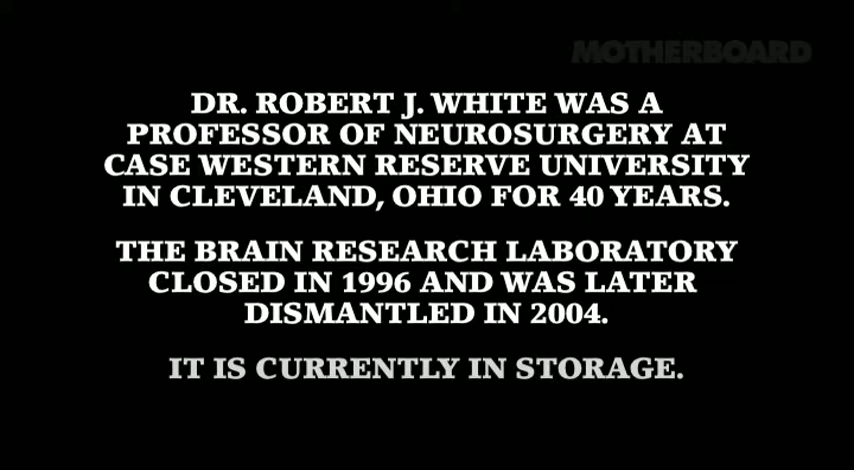 MOTHERBOARD
DR. ROBERT J. WHITE WAS A
PROFESSOR OF NEUROSURGERY AT
CASE WESTERN RESERVE UNIVERSITY
IN CLEVELAND, OHIO FOR 40 YEARS.
THE BRAIN RESEARCH LABORATORY
CLOSED IN 1996 AND WAS LATER
DISMANTLED IN 2004.
IT IS CURRENTLY IN STORAGE.